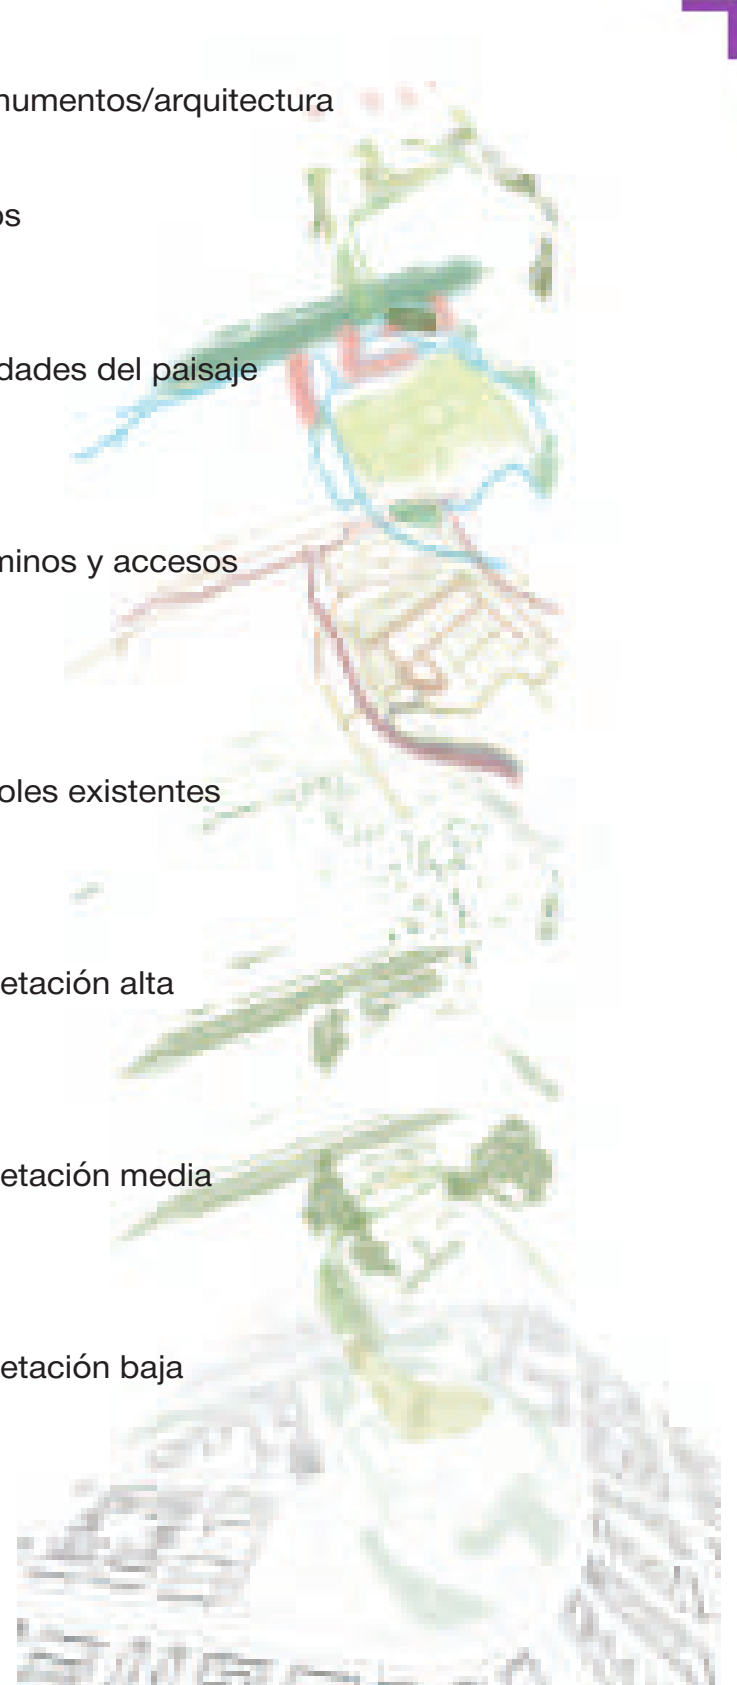 numentos/arquitectura
os
dades del paisaje
minos y accesos
oles existentes
etación alta
etación media
etación baja